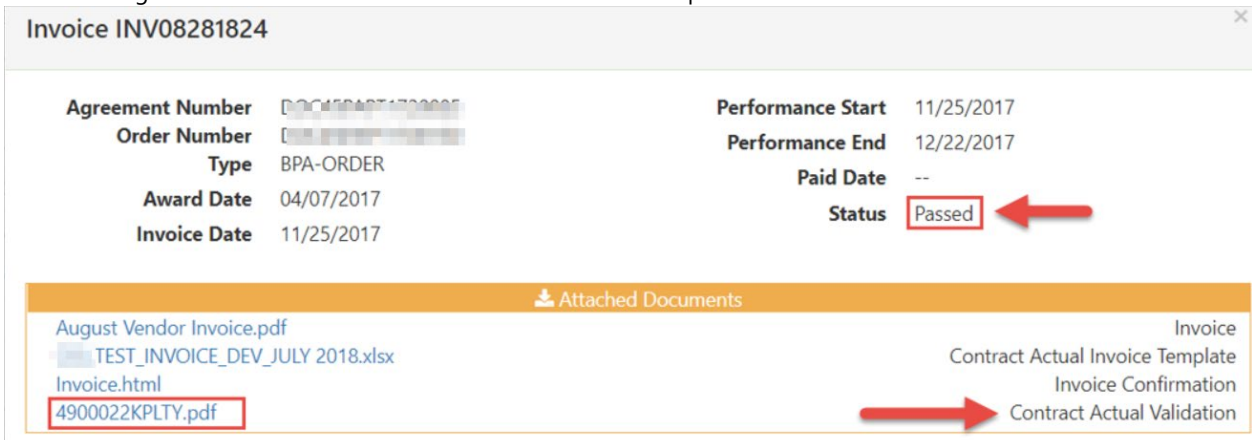 Invoice INV08281824
×
Agreement Number
Order Number
Type BPA-ORDER
Award Date 04/07/2017
Invoice Date 11/25/2017
Performance Start 11/25/2017
Performance End 12/22/2017
Paid Date --
Status Passed
Attached Documents
August Vendor Invoice.pdf Invoice
TEST_INVOICE_DEV_JULY 2018.xlsx Contract Actual Invoice Template
Invoice.html Invoice Confirmation
4900022KPLTY.pdf Contract Actual Validation